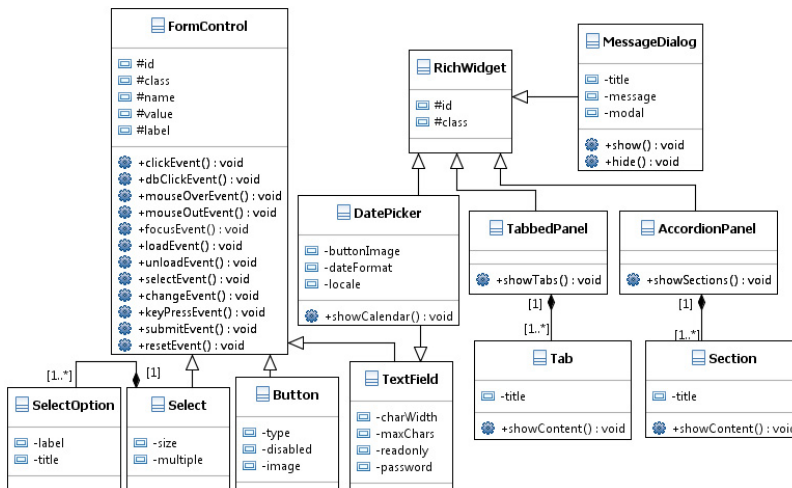 FormControl
#id
#class
#name
#value
#label
+clickEvent() : void
+dbClickEvent() : void
+mouseOverEvent() : void
+mouseOutEvent() : void
+focusEvent() : void
+loadEvent() : void
+unloadEvent() : void
+selectEvent() : void
+changeEvent() : void
+keyPressEvent() : void
+submitEvent() : void
+resetEvent() : void
RichWidget
#id
#class
MessageDialog
-title
-message
-modal
+show() : void
+hide() : void
DatePicker
-buttonImage
-dateFormat
-locale
+showCalendar() : void
TabbedPanel
+showTabs() : void
AccordionPanel
+showSections() : void
[1]
[1..*]
[1]
[1..*]
[1..*]
[1]
SelectOption
-label
-title
Select
-size
-multiple
Button
-type
-disabled
-image
TextField
-charWidth
-maxChars
-readonly
-password
Tab
-title
+showContent() : void
Section
-title
+showContent() : void